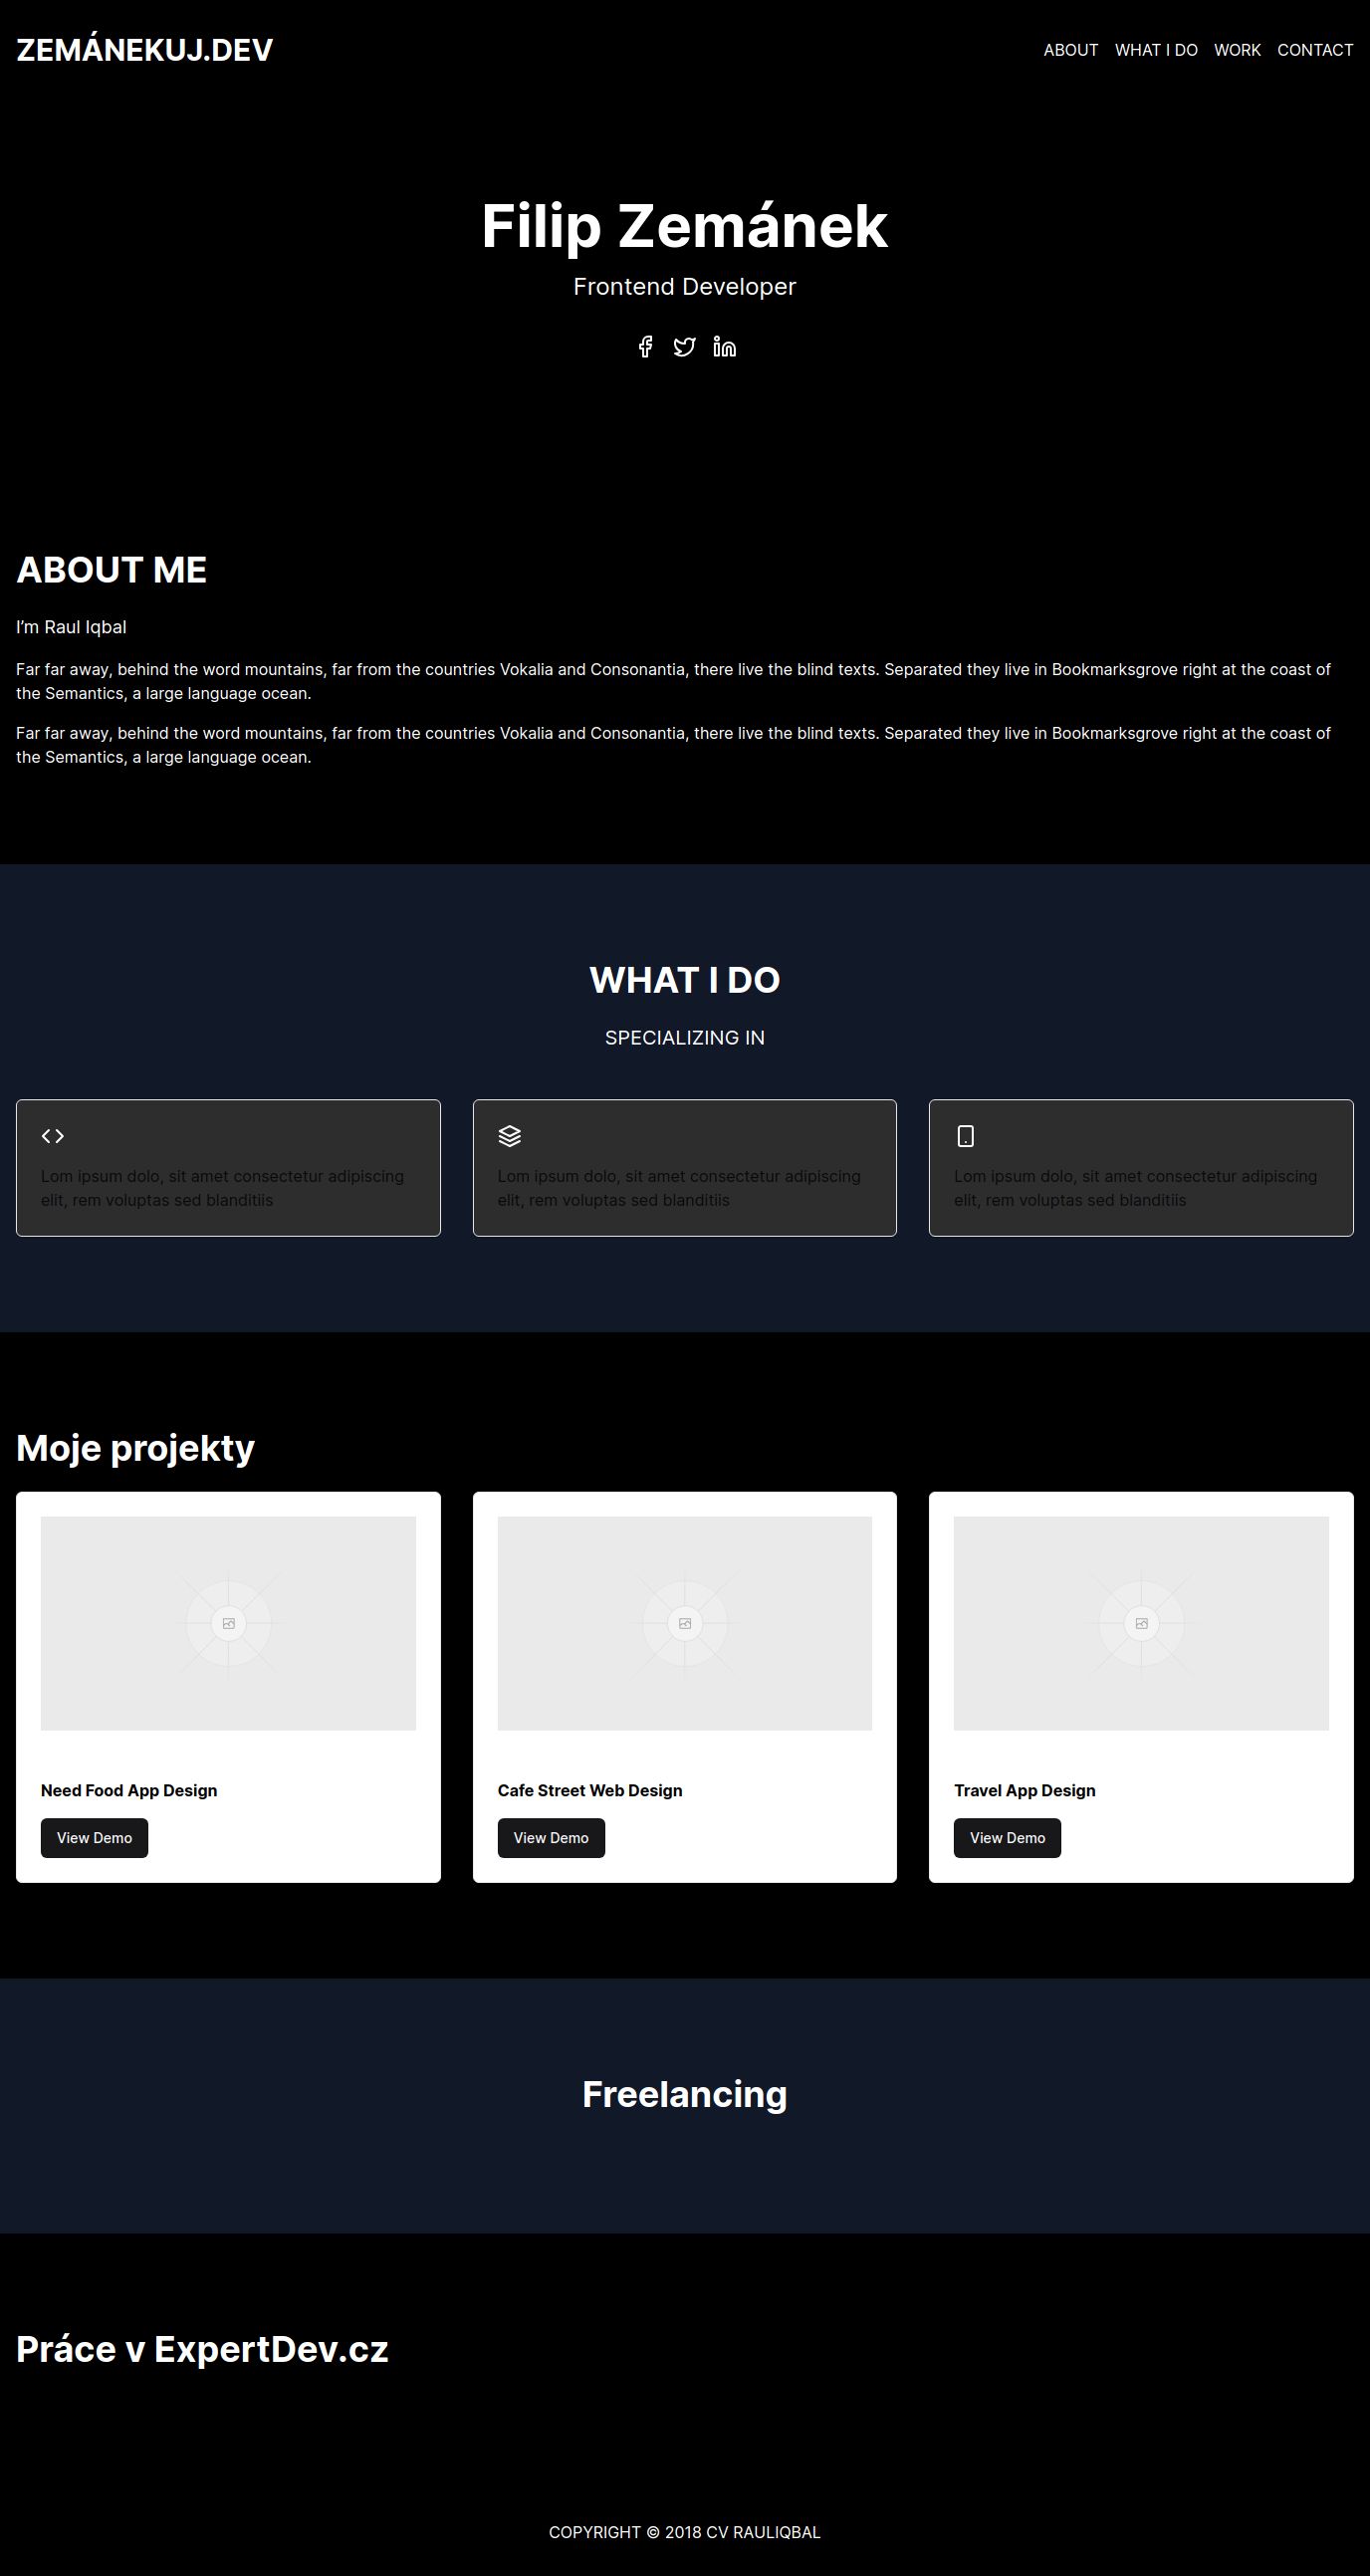 ZEMÁNEKUJ.DEV
ABOUT WHAT I DO WORK CONTACT
Filip Zemánek
Frontend Developer
ABOUT ME
I’m Raul Iqbal
Far far away, behind the word mountains, far from the countries Vokalia and Consonantia, there live the blind texts. Separated they live in Bookmarksgrove right at the coast of
the Semantics, a large language ocean.
Far far away, behind the word mountains, far from the countries Vokalia and Consonantia, there live the blind texts. Separated they live in Bookmarksgrove right at the coast of
the Semantics, a large language ocean.
WHAT I DO
SPECIALIZING IN
Lom ipsum dolo, sit amet consectetur adipiscing
elit, rem voluptas sed blanditiis
Lom ipsum dolo, sit amet consectetur adipiscing
elit, rem voluptas sed blanditiis
Lom ipsum dolo, sit amet consectetur adipiscing
elit, rem voluptas sed blanditiis
Moje projekty
Need Food App Design
View Demo
Cafe Street Web Design
View Demo
Travel App Design
View Demo
Freelancing
Práce v ExpertDev.cz
COPYRIGHT © 2018 CV RAULIQBAL